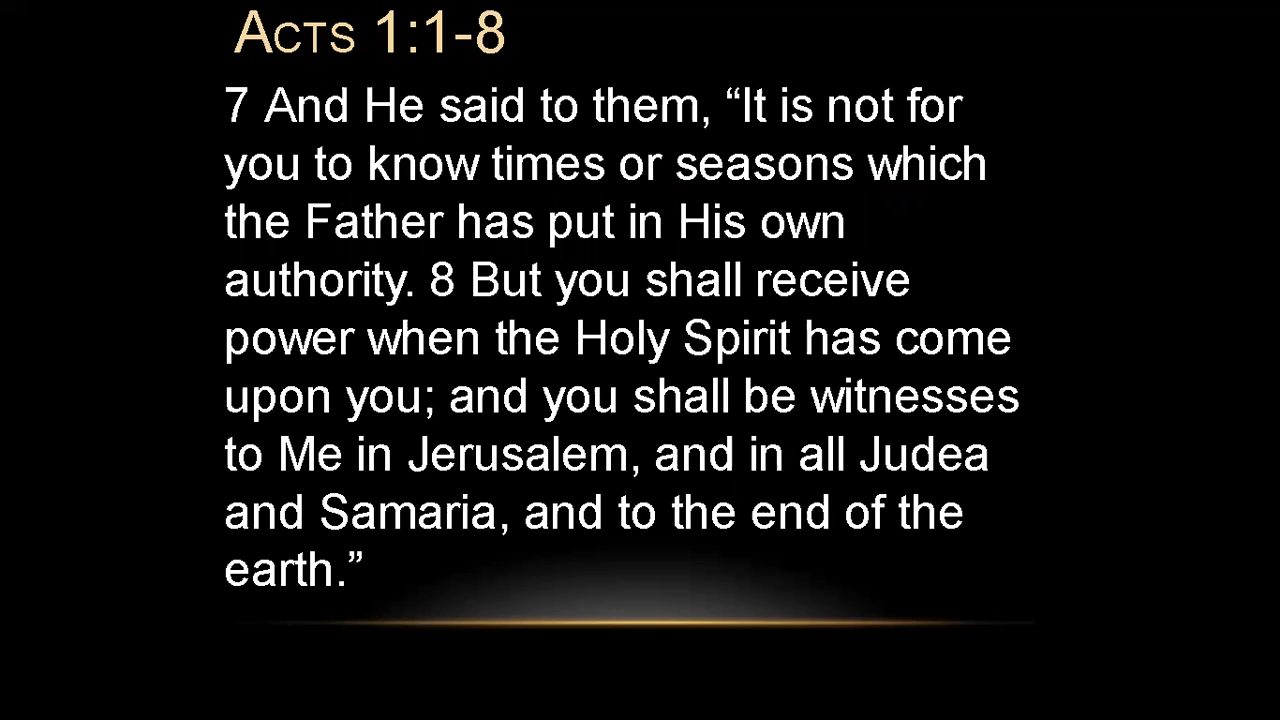 Acts 1:1-8
7 And He said to them, “It is not for
you to know times or seasons which
the Father has put in His own
authority. 8 But you shall receive
power when the Holy Spirit has come
upon you; and you shall be witnesses
to Me in Jerusalem, and in all Judea
and Samaria, and to the end of the
earth.”